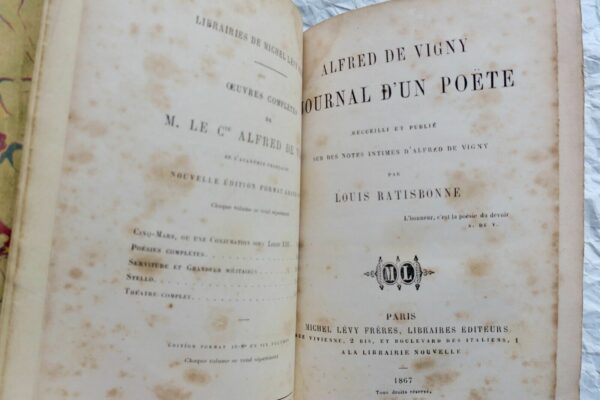 LIBRAIRIES DE MICHEL LÉVY
ŒUVRES COMPLÈTES
DE
M. LE Cte ALFRED DE
DE L'ACADÉMIE FRANÇAISE
NOUVELLE ÉDITION FORMAT
Chaque volume se vend séparément
CINQ-MARS, OU UNE CONJURATION SOUS LOUIS XIII
POÉSIES COMPLÈTES
SERVITUDE ET GRANDEUR MILITAIRES
STELLO
THÉATRE COMPLET
ÉDITION FORMAT
Chaque volume se vend séparément
ALFRED DE VIGNY
JOURNAL D'UN POËTE
RECUEILLI ET PUBLIÉ
SUR DES NOTES INTIMES D'ALFRED DE VIGNY
PAR
LOUIS RATISBONNE
L'honneur, c'est la poésie du devoir
A. DE V.
ML
PARIS
MICHEL LÉVY FRÈRES, LIBRAIRES ÉDITEURS
RUE VIVIENNE, 2 BIS, ET BOULEVARD DES ITALIENS, 1
A LA LIBRAIRIE NOUVELLE
1867
Tous droits réservés